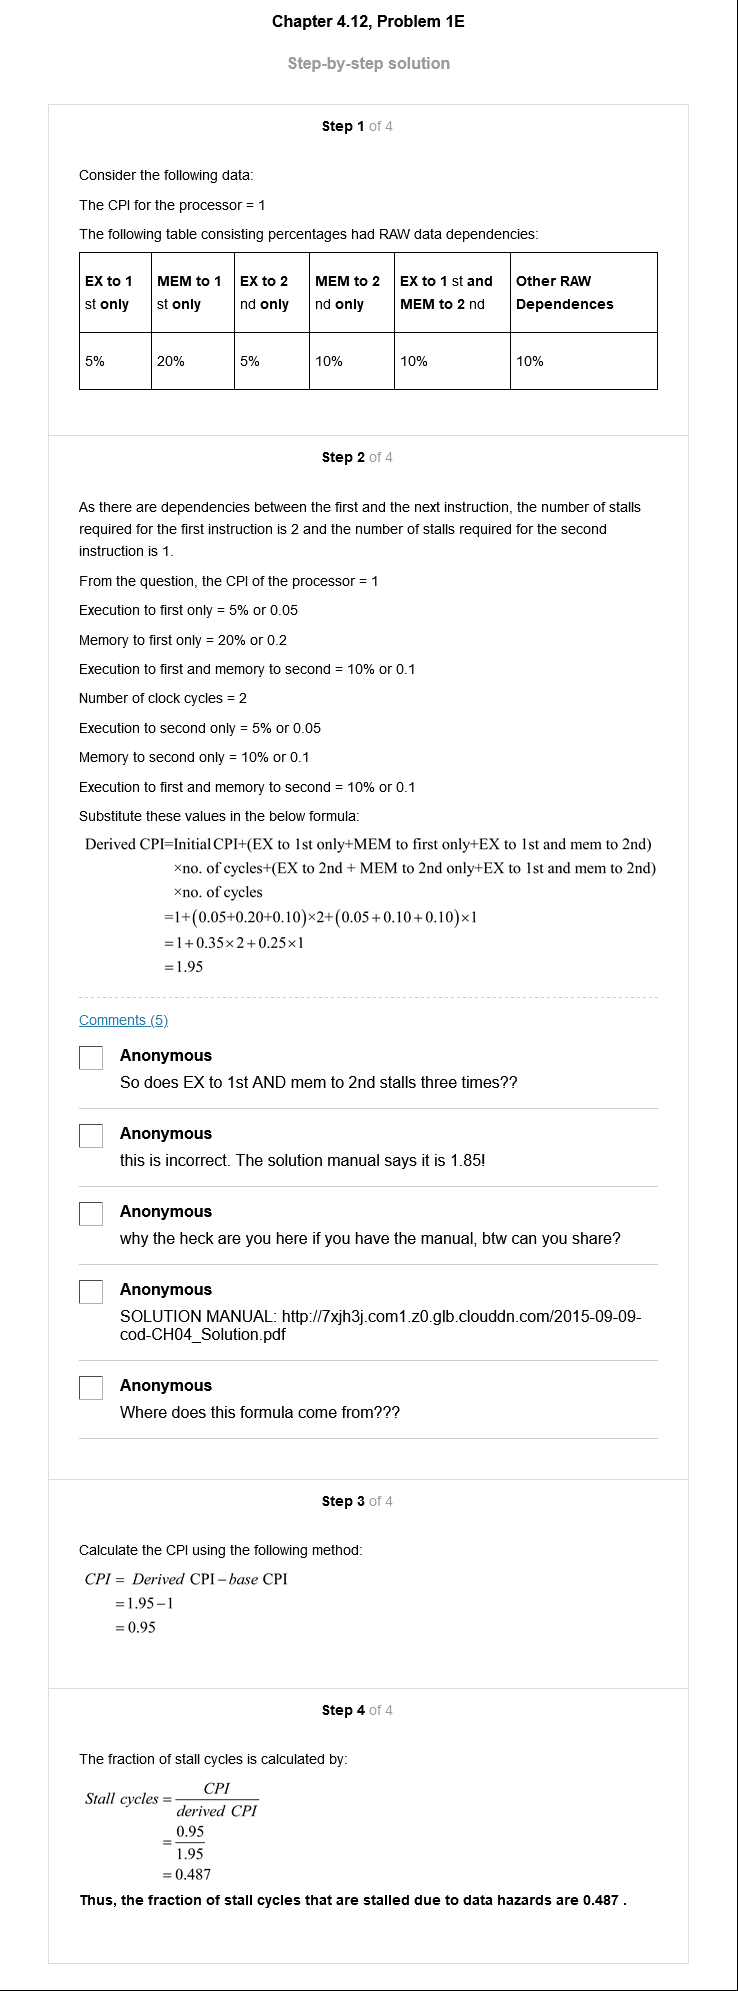 Chapter 4.12, Problem 1E
Step-by-step solution
Step 1 of 4
Consider the following data:
The CPI for the processor = 1
The following table consisting percentages had RAW data dependencies:
EX to 1 st only | MEM to 1 st only | EX to 2 nd only | MEM to 2 nd only | EX to 1 st and MEM to 2 nd | Other RAW Dependences
5% | 20% | 5% | 10% | 10% | 10%
Step 2 of 4
As there are dependencies between the first and the next instruction, the number of stalls
required for the first instruction is 2 and the number of stalls required for the second
instruction is 1.
From the question, the CPI of the processor = 1
Execution to first only = 5% or 0.05
Memory to first only = 20% or 0.2
Execution to first and memory to second = 10% or 0.1
Number of clock cycles = 2
Execution to second only = 5% or 0.05
Memory to second only = 10% or 0.1
Execution to first and memory to second = 10% or 0.1
Substitute these values in the below formula:
Derived CPI=Initial CPI+(EX to 1st only+MEM to first only+EX to 1st and mem to 2nd)
×no. of cycles+(EX to 2nd + MEM to 2nd only+EX to 1st and mem to 2nd)
×no. of cycles
=1+(0.05+0.20+0.10)×2+(0.05+0.10+0.10)×1
=1+0.35×2+0.25×1
=1.95
Comments (5)
Anonymous
So does EX to 1st AND mem to 2nd stalls three times??
Anonymous
this is incorrect. The solution manual says it is 1.85!
Anonymous
why the heck are you here if you have the manual, btw can you share?
Anonymous
SOLUTION MANUAL: http://7xjh3j.com1.z0.glb.clouddn.com/2015-09-09-
cod-CH04_Solution.pdf
Anonymous
Where does this formula come from???
Step 3 of 4
Calculate the CPI using the following method:
CPI = Derived CPI−base CPI
=1.95−1
=0.95
Step 4 of 4
The fraction of stall cycles is calculated by:
Stall cycles = CPI / derived CPI
= 0.95 / 1.95
=0.487
Thus, the fraction of stall cycles that are stalled due to data hazards are 0.487 .